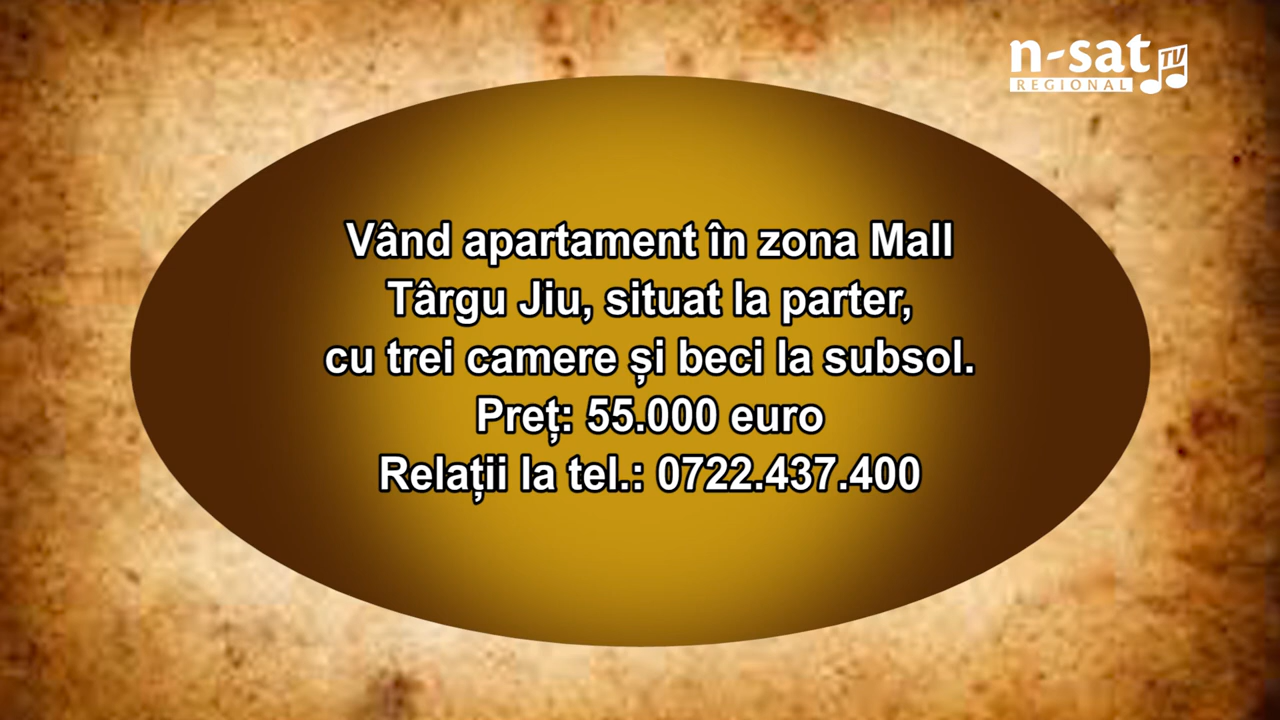 n-sat TV
REGIONAL
Vând apartament în zona Mall
Târgu Jiu, situat la parter,
cu trei camere și beci la subsol.
Preț: 55.000 euro
Relații la tel.: 0722.437.400